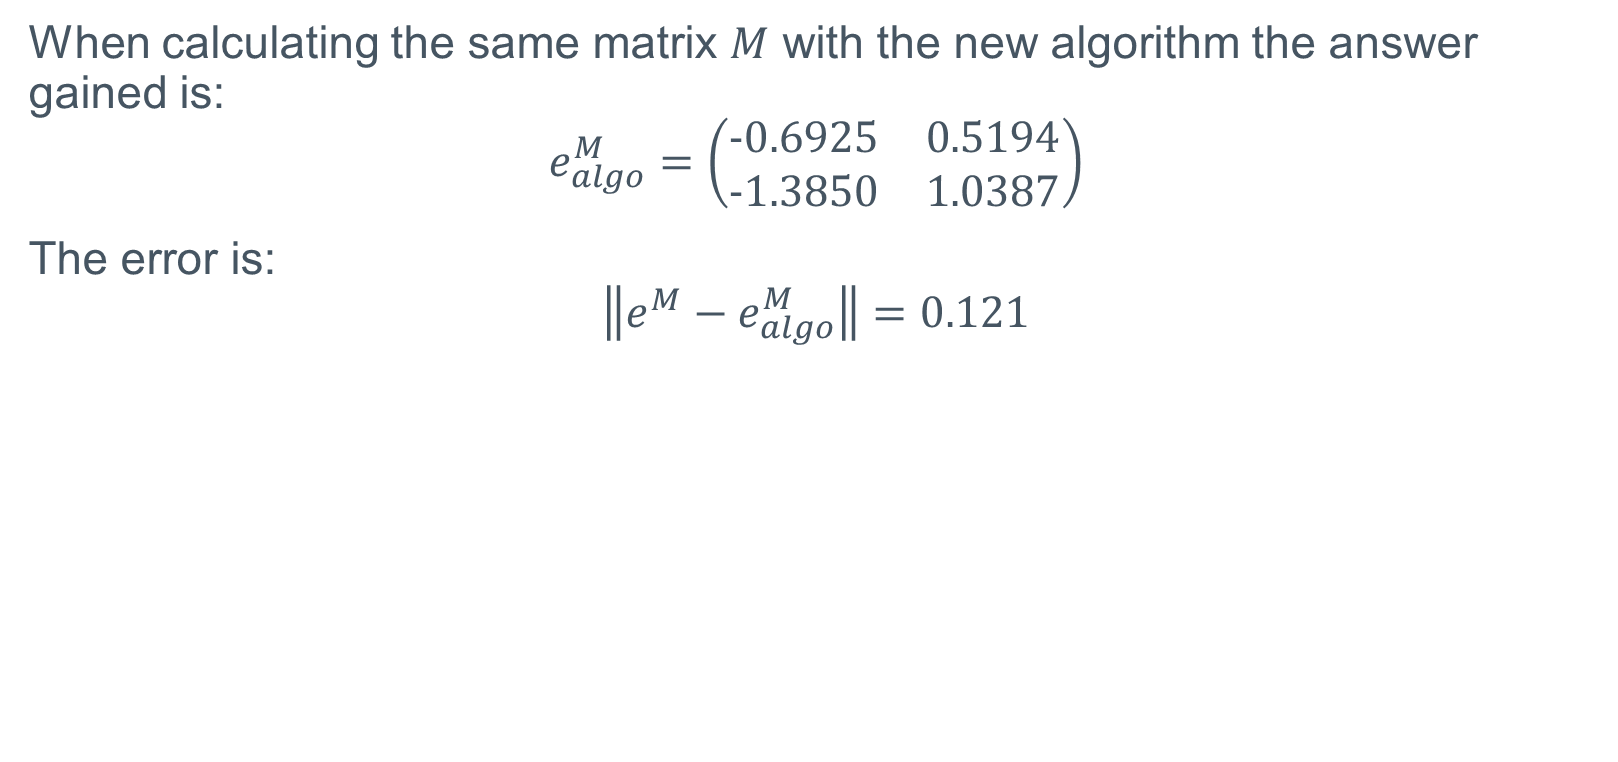 When calculating the same matrix M with the new algorithm the answer
gained is:
e^M_algo = (-0.6925 0.5194
-1.3850 1.0387)
The error is:
‖e^M − e^M_algo‖ = 0.121